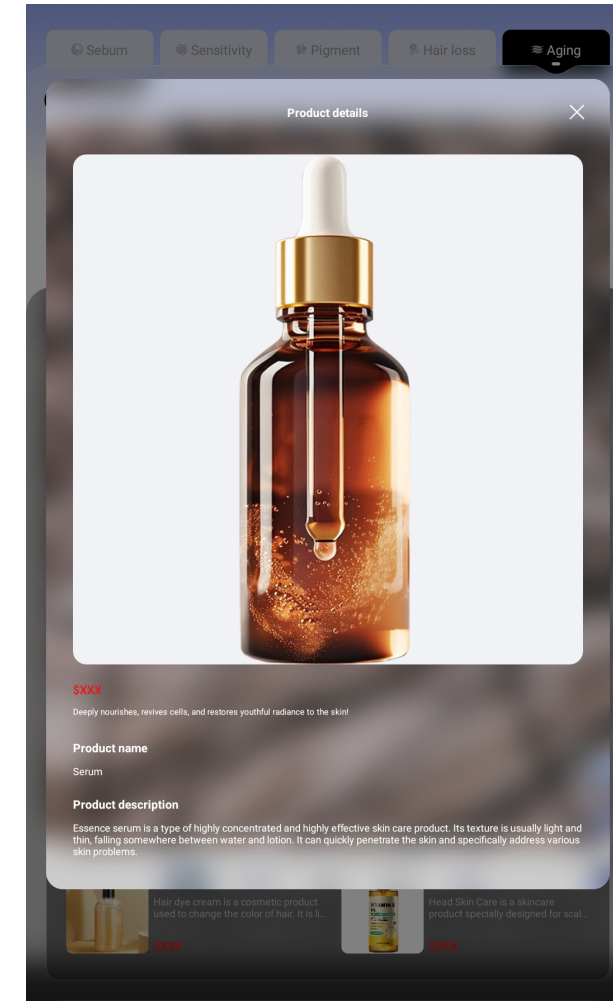 Sebum
Sensitivity
Pigment
Hair loss
Aging
Product details
$XXX
Deeply nourishes, revives cells, and restores youthful radiance to the skin!
Product name
Serum
Product description
Essence serum is a type of highly concentrated and highly effective skin care product. Its texture is usually light and
thin, falling somewhere between water and lotion. It can quickly penetrate the skin and specifically address various
skin problems.
Hair dye cream is a cosmetic product
used to change the color of hair. It is li...
$XXX
Head Skin Care is a skincare
product specially designed for scal...
$XXX